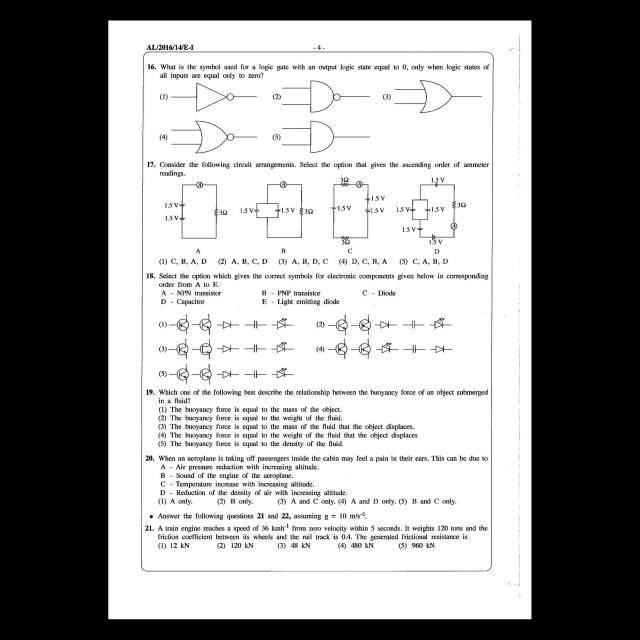 AL/2016/14/E-I
- 4 -
16. What is the symbol used for a logic gate with an output logic state equal to 0, only when logic states of
all inputs are equal only to zero?
(1) (2) (3)
(4) (5)
17. Consider the following circuit arrangements. Select the option that gives the ascending order of ammeter
readings.
A 1.5 V 1.5 V 3Ω
A 1.5 V 1.5 V 3Ω
3Ω A 1.5 V 1.5 V 1.5 V 3Ω
1.5 V 1.5 V 1.5 V 3Ω A 1.5 V 1.5 V
A B C D
(1) C, B, A, D (2) A, B, C, D (3) A, B, D, C (4) D, C, B, A (5) C, A, B, D
18. Select the option which gives the correct symbols for electronic components given below in corresponding
order from A to E.
A - NPN transistor B - PNP transistor C - Diode
D - Capacitor E - Light emitting diode
(1) (2)
(3) (4)
(5)
19. Which one of the following best describe the relationship between the buoyancy force of an object submerged
in a fluid?
(1) The buoyancy force is equal to the mass of the object.
(2) The buoyancy force is equal to the weight of the fluid.
(3) The buoyancy force is equal to the mass of the fluid that the object displaces.
(4) The buoyancy force is equal to the weight of the fluid that the object displaces
(5) The buoyancy force is equal to the density of the fluid.
20. When an aeroplane is taking off passengers inside the cabin may feel a pain in their ears. This can be due to
A - Air pressure reduction with increasing altitude.
B - Sound of the engine of the aeroplane.
C - Temperature increase with increasing altitude.
D - Reduction of the density of air with increasing altitude.
(1) A only. (2) B only. (3) A and C only. (4) A and D only. (5) B and C only.
• Answer the following questions 21 and 22, assuming g = 10 m/s².
21. A train engine reaches a speed of 36 kmh⁻¹ from zero velocity within 5 seconds. It weights 120 tons and the
friction coefficient between its wheels and the rail track is 0.4. The generated frictional resistance is
(1) 12 kN (2) 120 kN (3) 48 kN (4) 480 kN (5) 960 kN